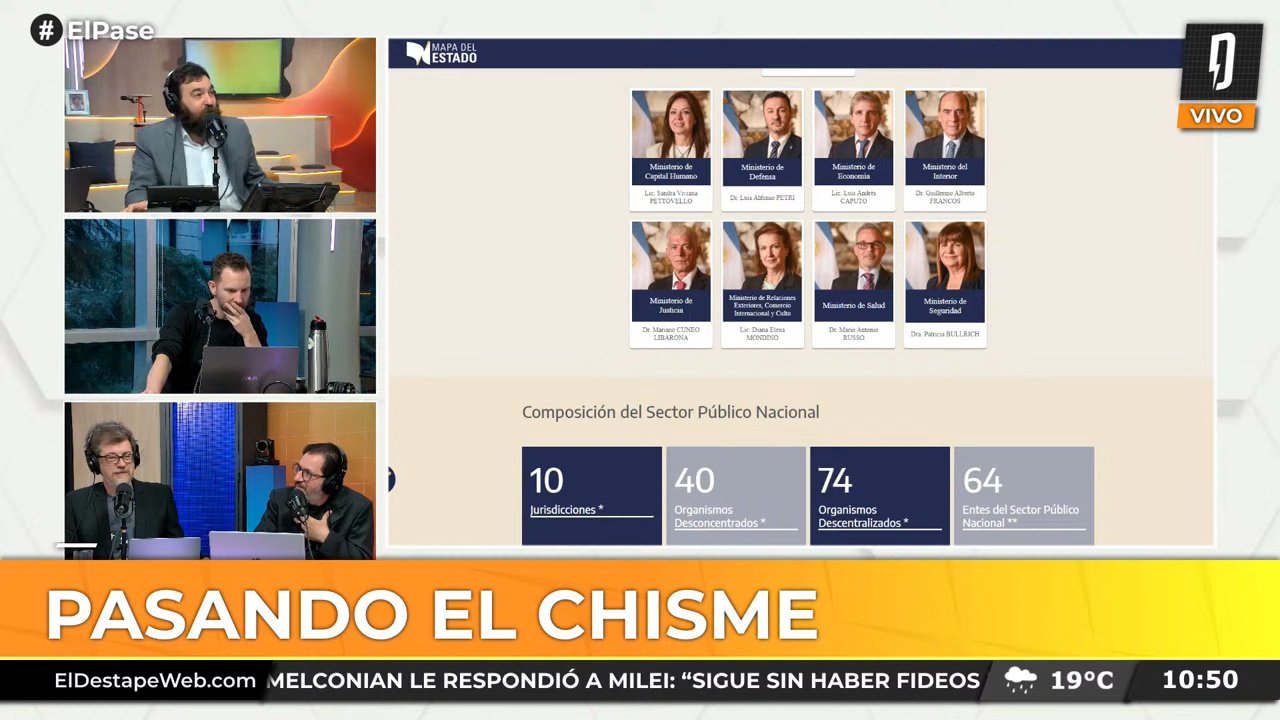 # ElPase
MAPA DEL
ESTADO
VIVO
Ministerio de
Capital Humano
Lic. Sandra Viviana
PETTOVELLO
Ministerio de
Defensa
Dr. Luis Alfonso PETRI
Ministerio de
Economía
Lic. Luis Andrés
CAPUTO
Ministerio del
Interior
Dr. Guillermo Alberto
FRANCOS
Ministerio de
Justicia
Dr. Mariano CUNEO
LIBARONA
Ministerio de Relaciones
Exteriores, Comercio
Internacional y Culto
Lic. Diana Elena
MONDINO
Ministerio de Salud
Dr. Mario Antonio
RUSSO
Ministerio de
Seguridad
Dra. Patricia BULLRICH
Composición del Sector Público Nacional
10
Jurisdicciones *
40
Organismos
Desconcentrados *
74
Organismos
Descentralizados *
64
Entes del Sector Público
Nacional **
PASANDO EL CHISME
ElDestapeWeb.com
MELCONIAN LE RESPONDIÓ A MILEI: “SIGUE SIN HABER FIDEOS
19°C
10:50